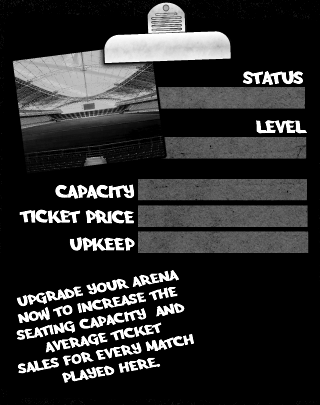 STATUS
LEVEL
CAPACITY
TICKET PRICE
UPKEEP
UPGRADE YOUR ARENA
NOW TO INCREASE THE
SEATING CAPACITY AND
AVERAGE TICKET
SALES FOR EVERY MATCH
PLAYED HERE.